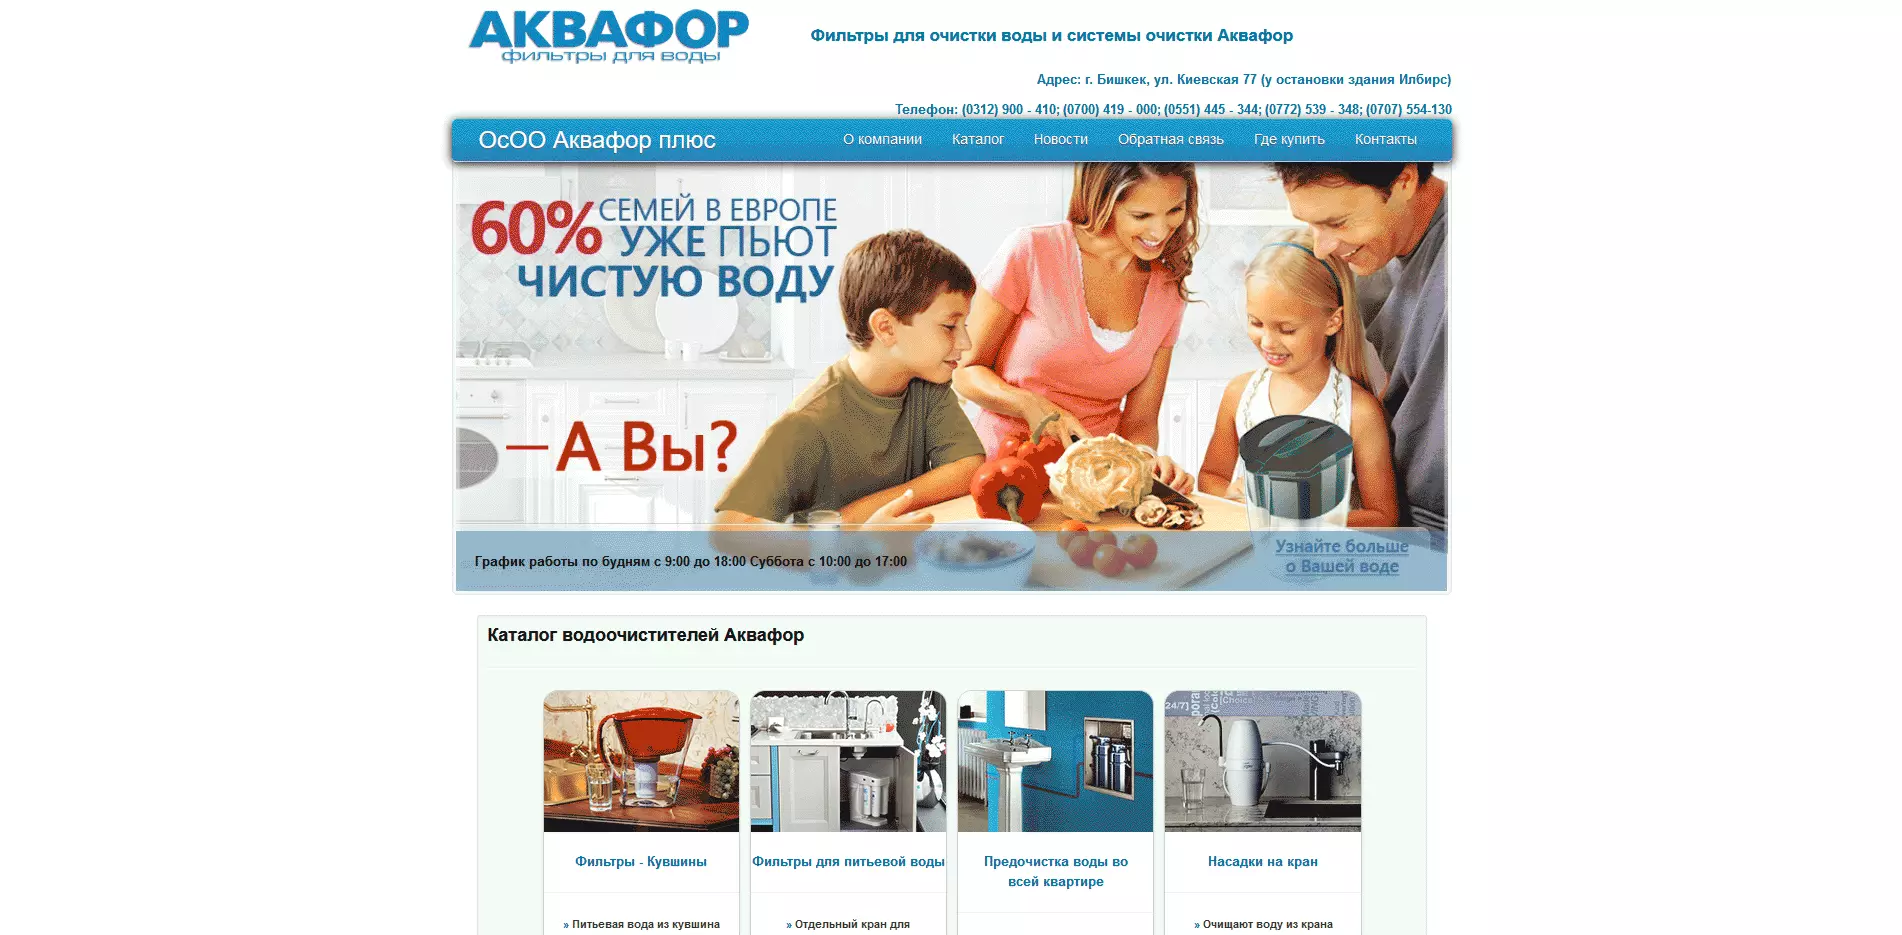 АКВАФОР
фильтры для воды
Фильтры для очистки воды и системы очистки Аквафор
Адрес: г. Бишкек, ул. Киевская 77 (у остановки здания Илбирс)
Телефон: (0312) 900 - 410; (0700) 419 - 000; (0551) 445 - 344; (0772) 539 - 348; (0707) 554-130
ОсОО Аквафор плюс
О компании Каталог Новости Обратная связь Где купить Контакты
60% СЕМЕЙ В ЕВРОПЕ
УЖЕ ПЬЮТ
ЧИСТУЮ ВОДУ
—А Вы?
График работы по будням с 9:00 до 18:00 Суббота с 10:00 до 17:00
Узнайте больше
о Вашей воде
Каталог водоочистителей Аквафор
24/7]
[Choice
Фильтры - Кувшины
Фильтры для питьевой воды
Предочистка воды во
всей квартире
Насадки на кран
» Питьевая вода из кувшина
» Отдельный кран для
» Очищают воду из крана